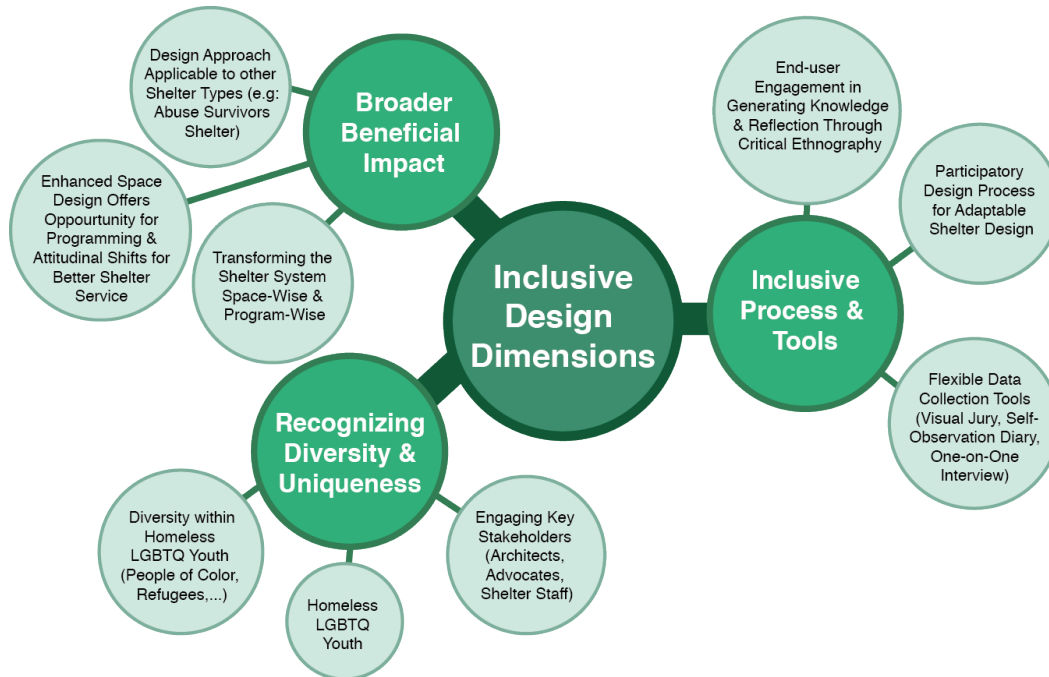 Inclusive
Design
Dimensions
Broader
Beneficial
Impact
Design Approach
Applicable to other
Shelter Types (e.g:
Abuse Survivors
Shelter)
Enhanced Space
Design Offers
Oppourtunity for
Programming &
Attitudinal Shifts for
Better Shelter
Service
Transforming the
Shelter System
Space-Wise &
Program-Wise
Inclusive
Process &
Tools
End-user
Engagement in
Generating Knowledge
& Reflection Through
Critical Ethnography
Participatory
Design Process
for Adaptable
Shelter Design
Flexible Data
Collection Tools
(Visual Jury, Self-
Observation Diary,
One-on-One
Interview)
Recognizing
Diversity &
Uniqueness
Diversity within
Homeless
LGBTQ Youth
(People of Color,
Refugees,...)
Homeless
LGBTQ
Youth
Engaging Key
Stakeholders
(Architects,
Advocates,
Shelter Staff)